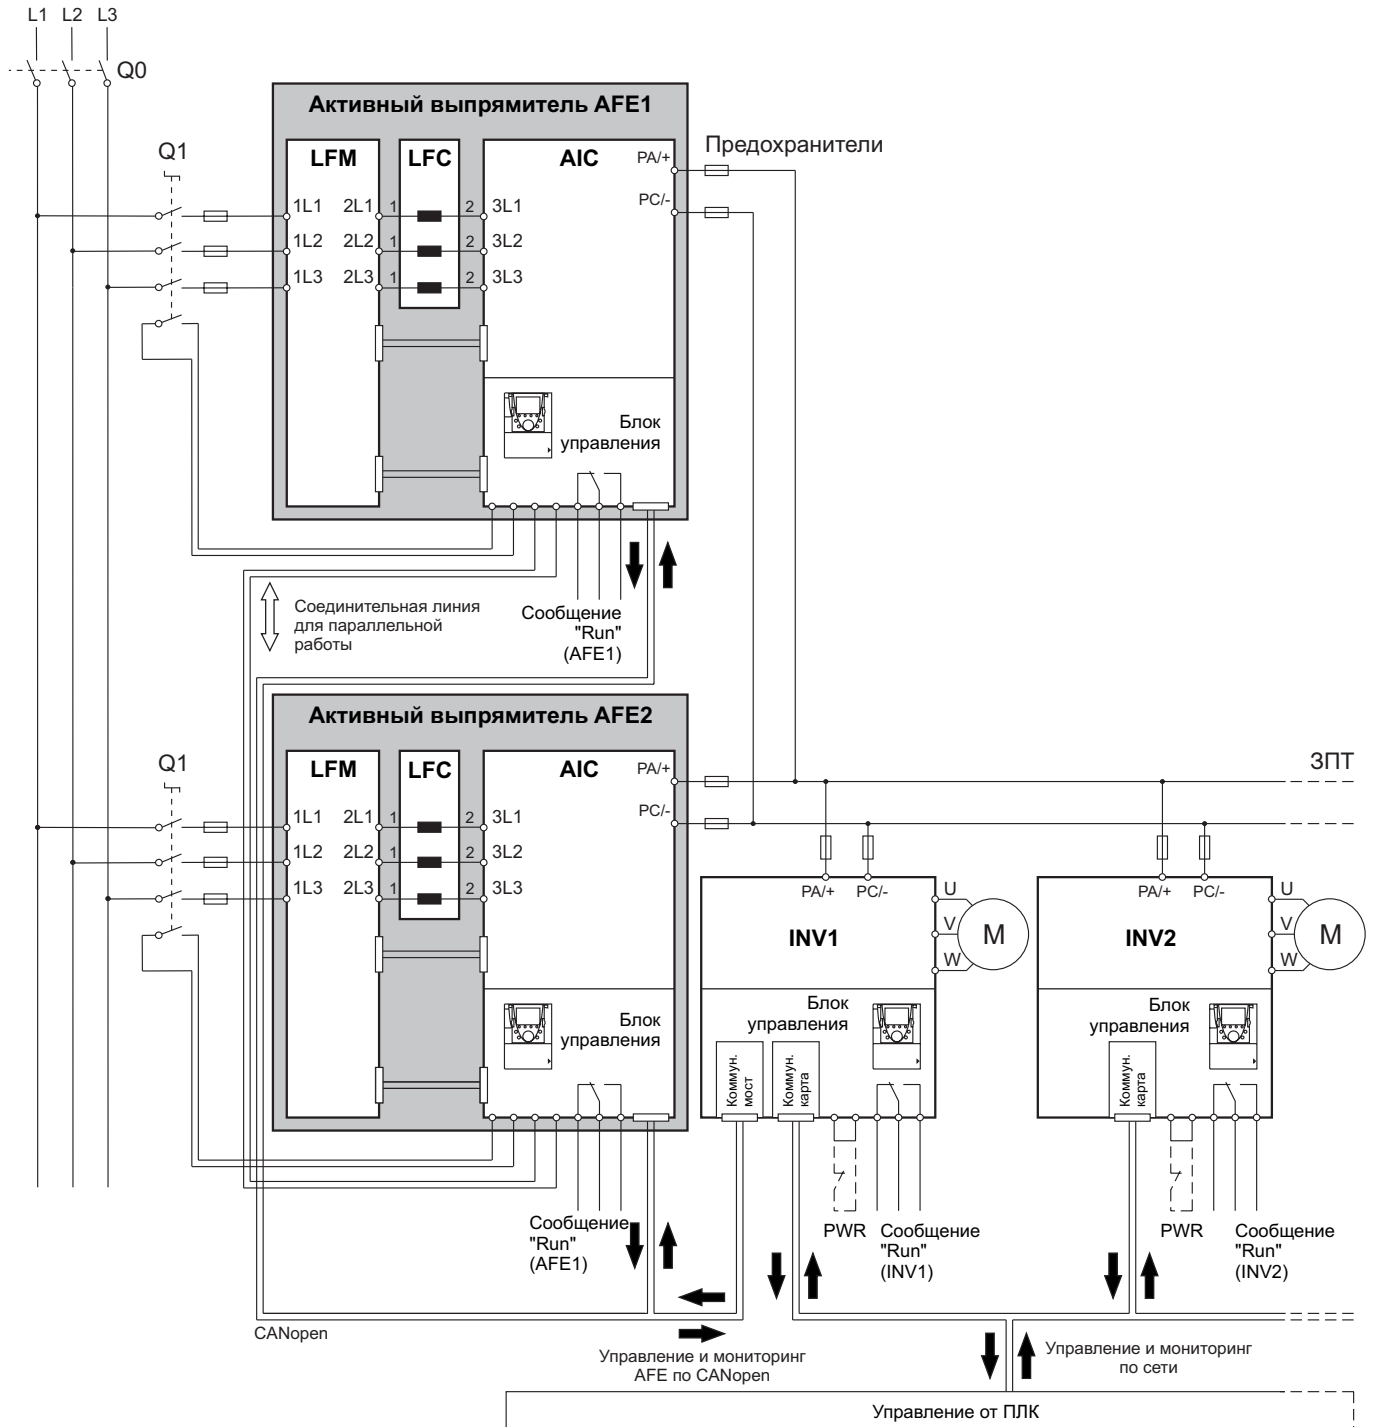 L1 L2 L3
Q0
Активный выпрямитель AFE1
Q1
LFM LFC AIC PA/+
Предохранители
PC/-
1L1 2L1 1 2 3L1
1L2 2L2 1 2 3L2
1L3 2L3 1 2 3L3
Блок
управления
Соединительная линия
для параллельной
работы
Сообщение
"Run"
(AFE1)
Активный выпрямитель AFE2
Q1
LFM LFC AIC PA/+
ЗПТ
PC/-
1L1 2L1 1 2 3L1
1L2 2L2 1 2 3L2
1L3 2L3 1 2 3L3
Блок
управления
PA/+ PC/-
U
V
W
INV1
M
Блок
управления
Коммун.
мост
Коммун.
карта
PA/+ PC/-
U
V
W
INV2
M
Блок
управления
Коммун.
карта
Сообщение
"Run"
(AFE1)
PWR
Сообщение
"Run"
(INV1)
PWR
Сообщение
"Run"
(INV2)
CANopen
Управление и мониторинг
AFE по CANopen
Управление и мониторинг
по сети
Управление от ПЛК